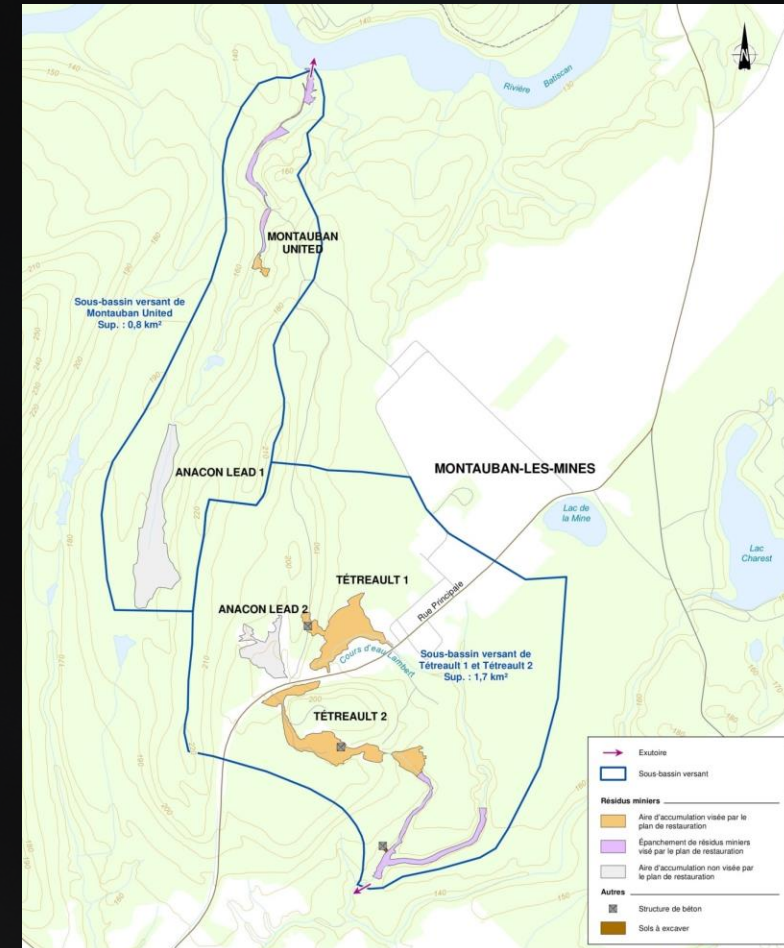 N
Rivière Batiscan
MONTAUBAN
UNITED
Sous-bassin versant de
Montauban United
Sup. : 0,8 km²
ANACON LEAD 1
MONTAUBAN-LES-MINES
Lac de
la Mine
Lac
Charest
TÉTREAULT 1
ANACON LEAD 2
Rue Principale
Cours d'eau Lambert
Sous-bassin versant de
Tétreault 1 et Tétreault 2
Sup. : 1,7 km²
TÉTREAULT 2
Exutoire
Sous-bassin versant
Résidus miniers
Aire d'accumulation visée par le
plan de restauration
Épanchement de résidus miniers
visé par le plan de restauration
Aire d'accumulation non visée par
le plan de restauration
Autres
Structure de béton
Sols à excaver